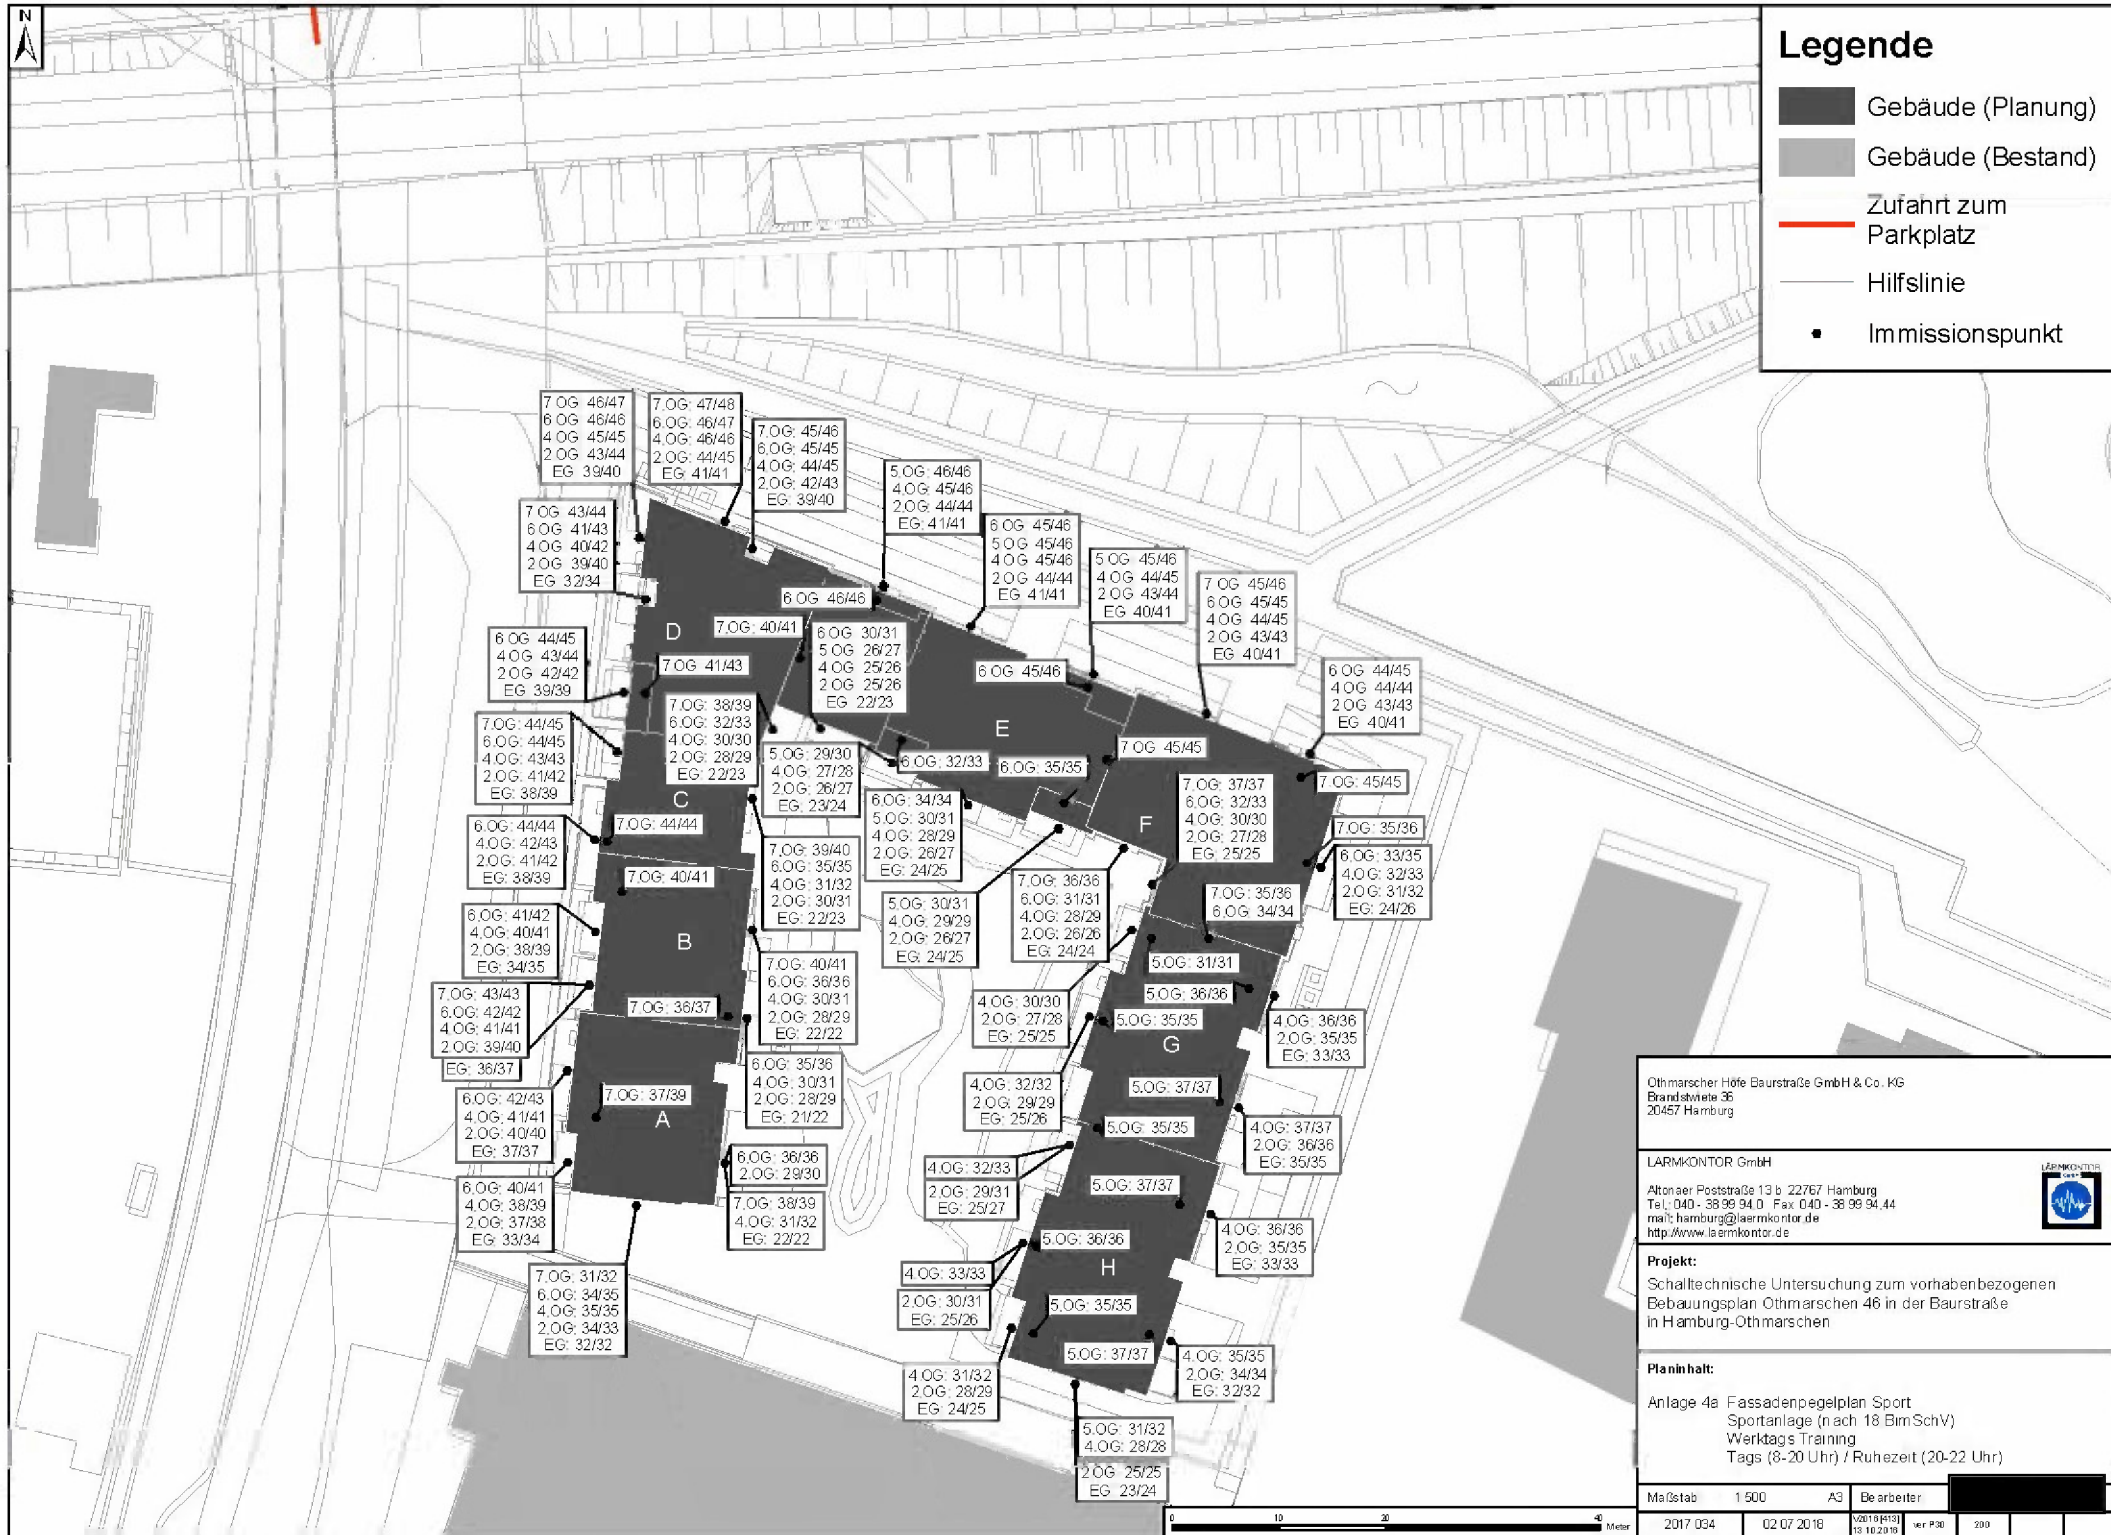 N
Legende
Gebäude (Planung)
Gebäude (Bestand)
Zufahrt zum
Parkplatz
Hilfslinie
Immissionspunkt
7 OG 46/47
6 OG 46/46
4 OG 45/45
2 OG 43/44
EG 39/40
7.OG: 47/48
6.OG: 46/47
4.OG: 46/46
2.OG: 44/45
EG: 41/41
7.OG: 45/46
6.OG: 45/45
4.OG: 44/45
2.OG: 42/43
EG: 39/40
5.OG: 46/46
4.OG: 45/46
2.OG: 44/44
EG: 41/41
6 OG 45/46
5 OG 45/46
4 OG 45/46
2 OG 44/44
EG 41/41
5 OG 45/46
4 OG 44/45
2 OG 43/44
EG 40/41
7 OG 45/46
6 OG 45/45
4 OG 44/45
2 OG 43/43
EG 40/41
7 OG 43/44
6 OG 41/43
4 OG 40/42
2 OG 39/40
EG 32/34
6 OG 46/46
D
7.OG: 40/41
6 OG 30/31
5 OG 26/27
4 OG 25/26
2 OG 25/26
EG 22/23
6 OG 45/46
6 OG 44/45
4 OG 44/44
2 OG 43/43
EG 40/41
6 OG 44/45
4 OG 43/44
2 OG 42/42
EG 39/39
7 OG 41/43
7.OG: 38/39
6.OG: 32/33
4.OG: 30/30
2.OG: 28/29
EG: 22/23
E
7.OG: 44/45
6.OG: 44/45
4.OG: 43/43
2.OG: 41/42
EG: 38/39
5.OG: 29/30
4.OG: 27/28
2.OG: 26/27
EG: 23/24
6.OG: 32/33
6.OG: 35/35
7 OG 45/45
7.OG: 37/37
6.OG: 32/33
4.OG: 30/30
2.OG: 27/28
EG: 25/25
7.OG: 45/45
C
6.OG: 34/34
5.OG: 30/31
4.OG: 28/29
2.OG: 26/27
EG: 24/25
F
6.OG: 44/44
4.OG: 42/43
2.OG: 41/42
EG: 38/39
7.OG: 44/44
7.OG: 35/36
6.OG: 33/35
4.OG: 32/33
2.OG: 31/32
EG: 24/26
7.OG: 39/40
6.OG: 35/35
4.OG: 31/32
2.OG: 30/31
EG: 22/23
7.OG: 40/41
7.OG: 36/36
6.OG: 31/31
4.OG: 28/29
2.OG: 26/26
EG: 24/24
5.OG: 30/31
4.OG: 29/29
2.OG: 26/27
EG: 24/25
7.OG: 35/36
6.OG: 34/34
6.OG: 41/42
4.OG: 40/41
2.OG: 38/39
EG: 34/35
B
7.OG: 40/41
6.OG: 36/36
4.OG: 30/31
2.OG: 28/29
EG: 22/22
5.OG: 31/31
5.OG: 36/36
7.OG: 43/43
6.OG: 42/42
4.OG: 41/41
2.OG: 39/40
EG: 36/37
7.OG: 36/37
4.OG: 30/30
2.OG: 27/28
EG: 25/25
5.OG: 35/35
G
4.OG: 36/36
2.OG: 35/35
EG: 33/33
6.OG: 35/36
4.OG: 30/31
2.OG: 28/29
EG: 21/22
4.OG: 32/32
2.OG: 29/29
EG: 25/26
5.OG: 37/37
6.OG: 42/43
4.OG: 41/41
2.OG: 40/40
EG: 37/37
7.OG: 37/39
A
5.OG: 35/35
4.OG: 37/37
2.OG: 36/36
EG: 35/35
6.OG: 36/36
2.OG: 29/30
7.OG: 38/39
4.OG: 31/32
EG: 22/22
4.OG: 32/33
2.OG: 29/31
EG: 25/27
5.OG: 37/37
6.OG: 40/41
4.OG: 38/39
2.OG: 37/38
EG: 33/34
4.OG: 36/36
2.OG: 35/35
EG: 33/33
5.OG: 36/36
H
4.OG: 33/33
2.OG: 30/31
EG: 25/26
5.OG: 35/35
7.OG: 31/32
6.OG: 34/35
4.OG: 35/35
2.OG: 34/33
EG: 32/32
5.OG: 37/37
4.OG: 35/35
2.OG: 34/34
EG: 32/32
4.OG: 31/32
2.OG: 28/29
EG: 24/25
5.OG: 31/32
4.OG: 28/28
2 OG 25/25
EG 23/24
0 10 20 40 Meter
Othmarscher Höfe Baurstraße GmbH & Co. KG
Brandstwiete 36
20457 Hamburg
LÄRMKONTOR GmbH
LÄRMKONTOR
GmbH
Altonaer Poststraße 13 b 22767 Hamburg
Tel.: 040 - 38 99 94.0 Fax 040 - 38 99 94.44
mail: hamburg@laermkontor.de
http://www.laermkontor.de
Projekt:
Schalltechnische Untersuchung zum vorhabenbezogenen
Bebauungsplan Othmarschen 46 in der Baurstraße
in Hamburg-Othmarschen
Planinhalt:
Anlage 4a Fassadenpegelplan Sport
Sportanlage (nach 18 BImSchV)
Werktags Training
Tags (8-20 Uhr) / Ruhezeit (20-22 Uhr)
Maßstab 1 500 A3 Bearbeiter
2017 034 02 07 2018 V2016 [413] 13 10.2016 ver P30 200